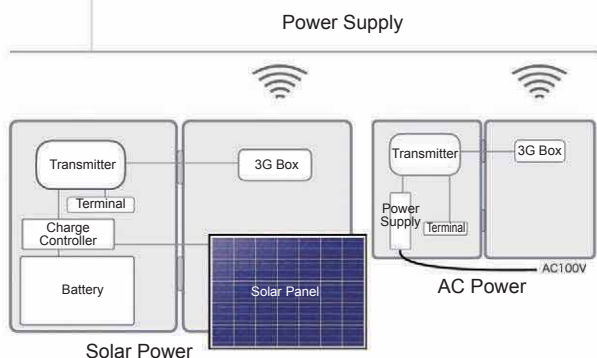 Power Supply
Transmitter
3G Box
Terminal
Charge
Controller
Battery
Solar Panel
Solar Power
Transmitter
3G Box
Power
Supply
Terminal
AC100V
AC Power